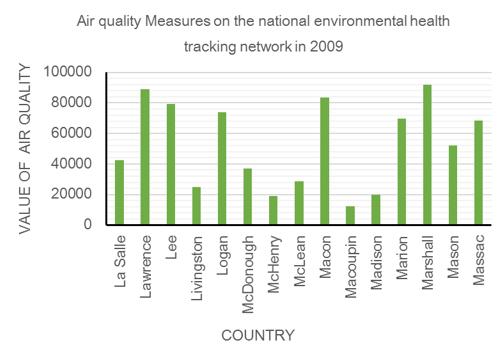 Air quality Measures on the national environmental health
tracking network in 2009
VALUE OF AIR QUALITY
100000
80000
60000
40000
20000
0
La Salle
Lawrence
Lee
Livingston
Logan
McDonough
McHenry
McLean
Macon
Macoupin
Madison
Marion
Marshall
Mason
Massac
COUNTRY